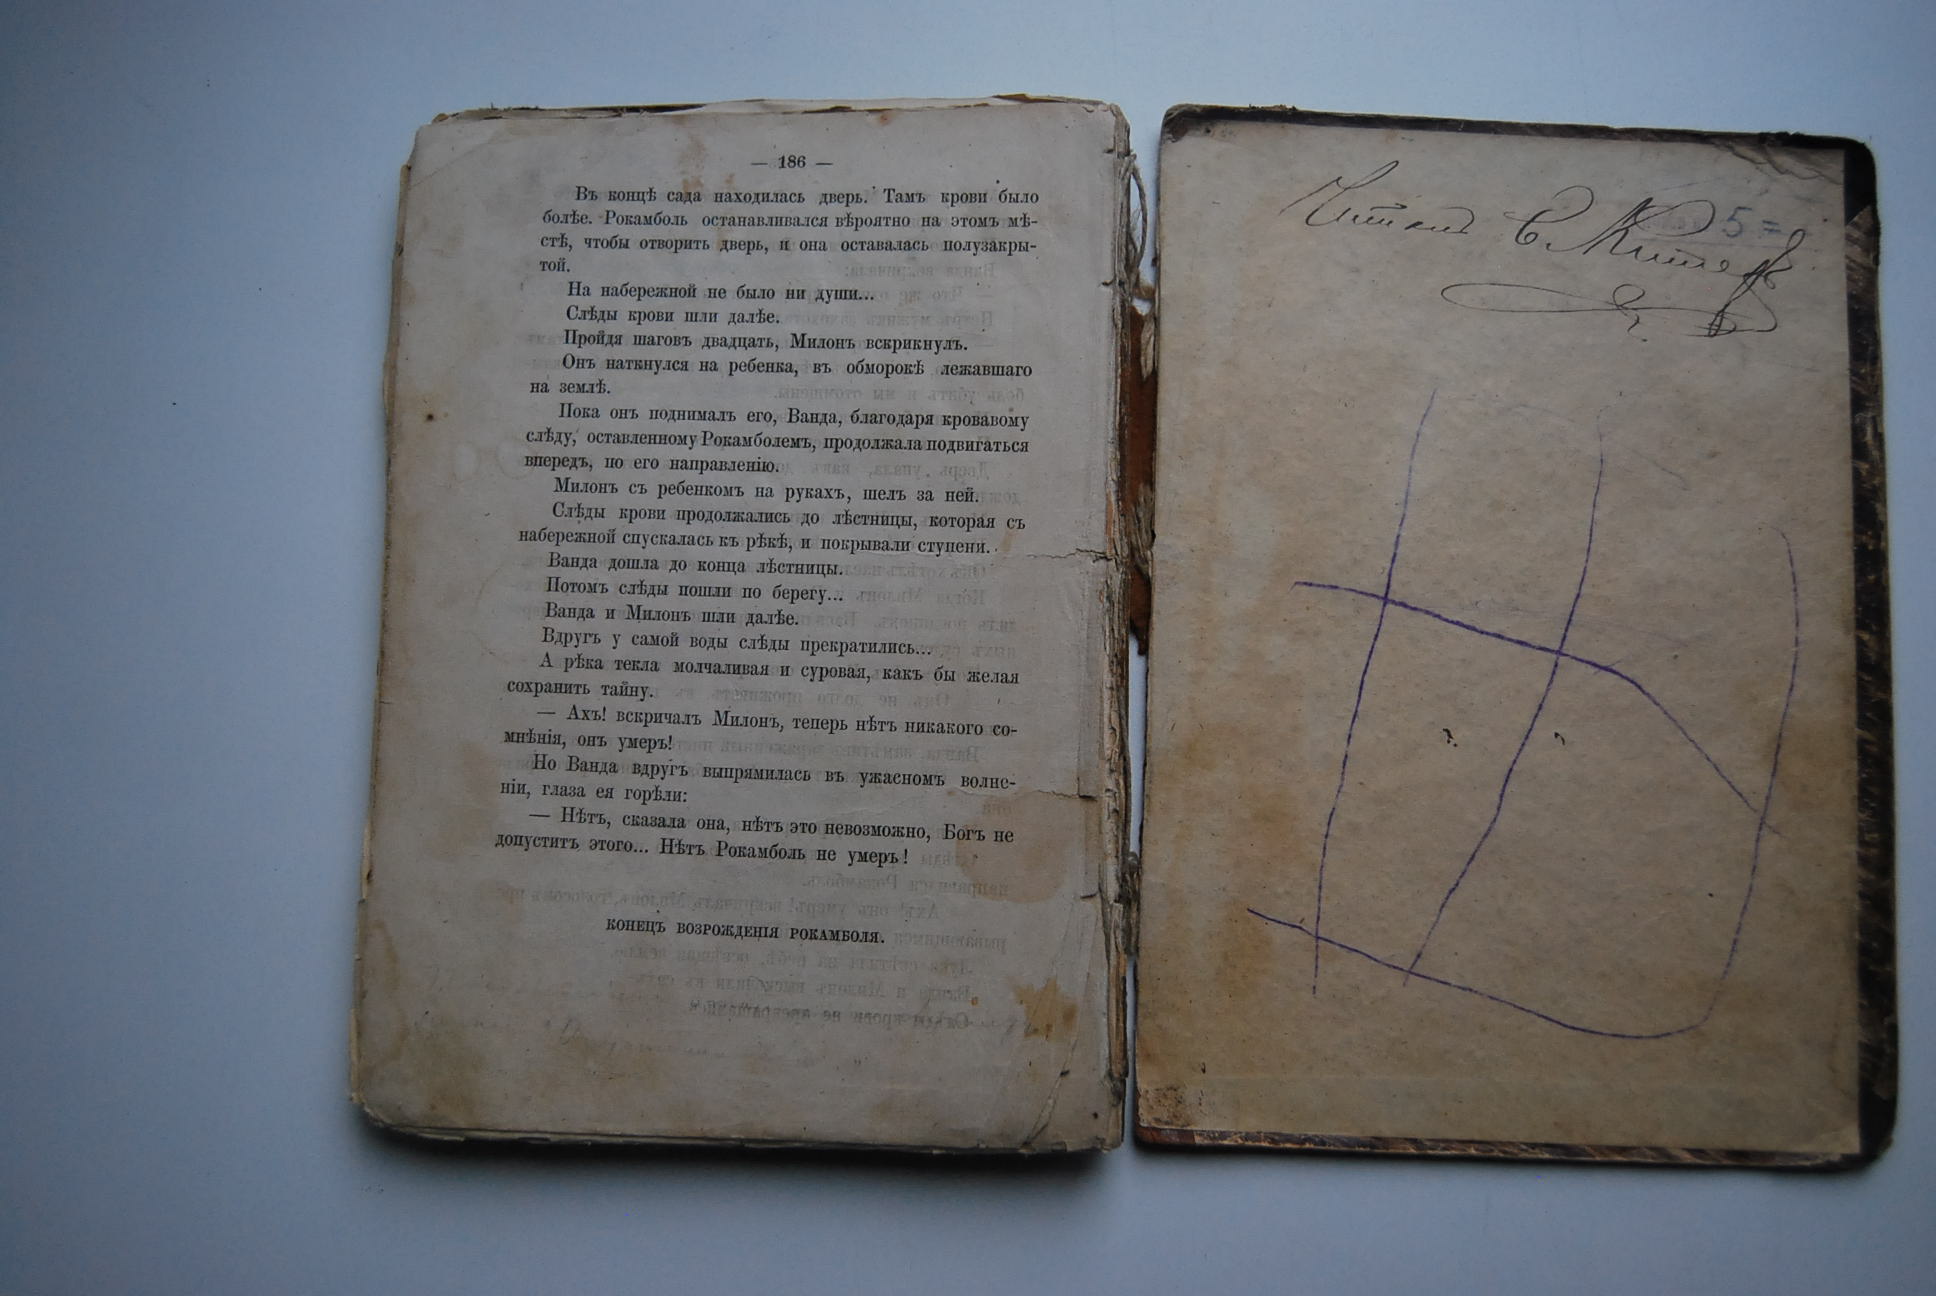 — 186 —
Въ концѣ сада находилась дверь. Тамъ крови было
болѣе. Рокамболь останавливался вѣроятно на этомъ мѣ-
стѣ, чтобы отворить дверь, и она оставалась полузакры-
той.
На набережной не было ни души...
Слѣды крови шли далѣе.
Пройдя шаговъ двадцать, Милонъ вскрикнулъ.
Онъ наткнулся на ребенка, въ обморокѣ лежавшаго
на землѣ.
Пока онъ поднималъ его, Ванда, благодаря кровавому
слѣду, оставленному Рокамболемъ, продолжала подвигаться
впередъ, по его направленію.
Милонъ съ ребенкомъ на рукахъ, шелъ за ней.
Слѣды крови продолжались до лѣстницы, которая съ
набережной спускалась къ рѣкѣ, и покрывали ступени.
Ванда дошла до конца лѣстницы.
Потомъ слѣды пошли по берегу...
Ванда и Милонъ шли далѣе.
Вдругъ у самой воды слѣды прекратились...
А рѣка текла молчаливая и суровая, какъ бы желая
сохранить тайну.
— Ахъ! вскричалъ Милонъ, теперь нѣтъ никакого со-
мнѣнія, онъ умеръ!
Но Ванда вдругъ выпрямилась въ ужасномъ волне-
ніи, глаза ея горѣли:
— Нѣтъ, сказала она, нѣтъ это невозможно, Богъ не
допуститъ этого... Нѣтъ Рокамболь не умеръ!
КОНЕЦЪ ВОЗРОЖДЕНІЯ РОКАМБОЛЯ.
5 =